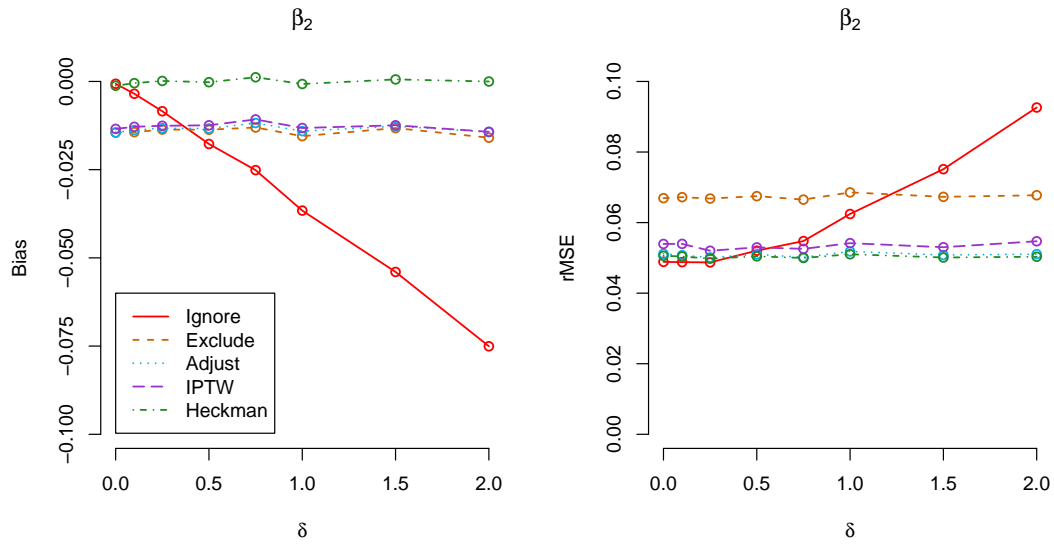 β₂
Bias
0.000
−0.025
−0.050
−0.075
−0.100
Ignore
Exclude
Adjust
IPTW
Heckman
0.0 0.5 1.0 1.5 2.0
δ
β₂
rMSE
0.10
0.08
0.06
0.04
0.02
0.00
0.0 0.5 1.0 1.5 2.0
δ